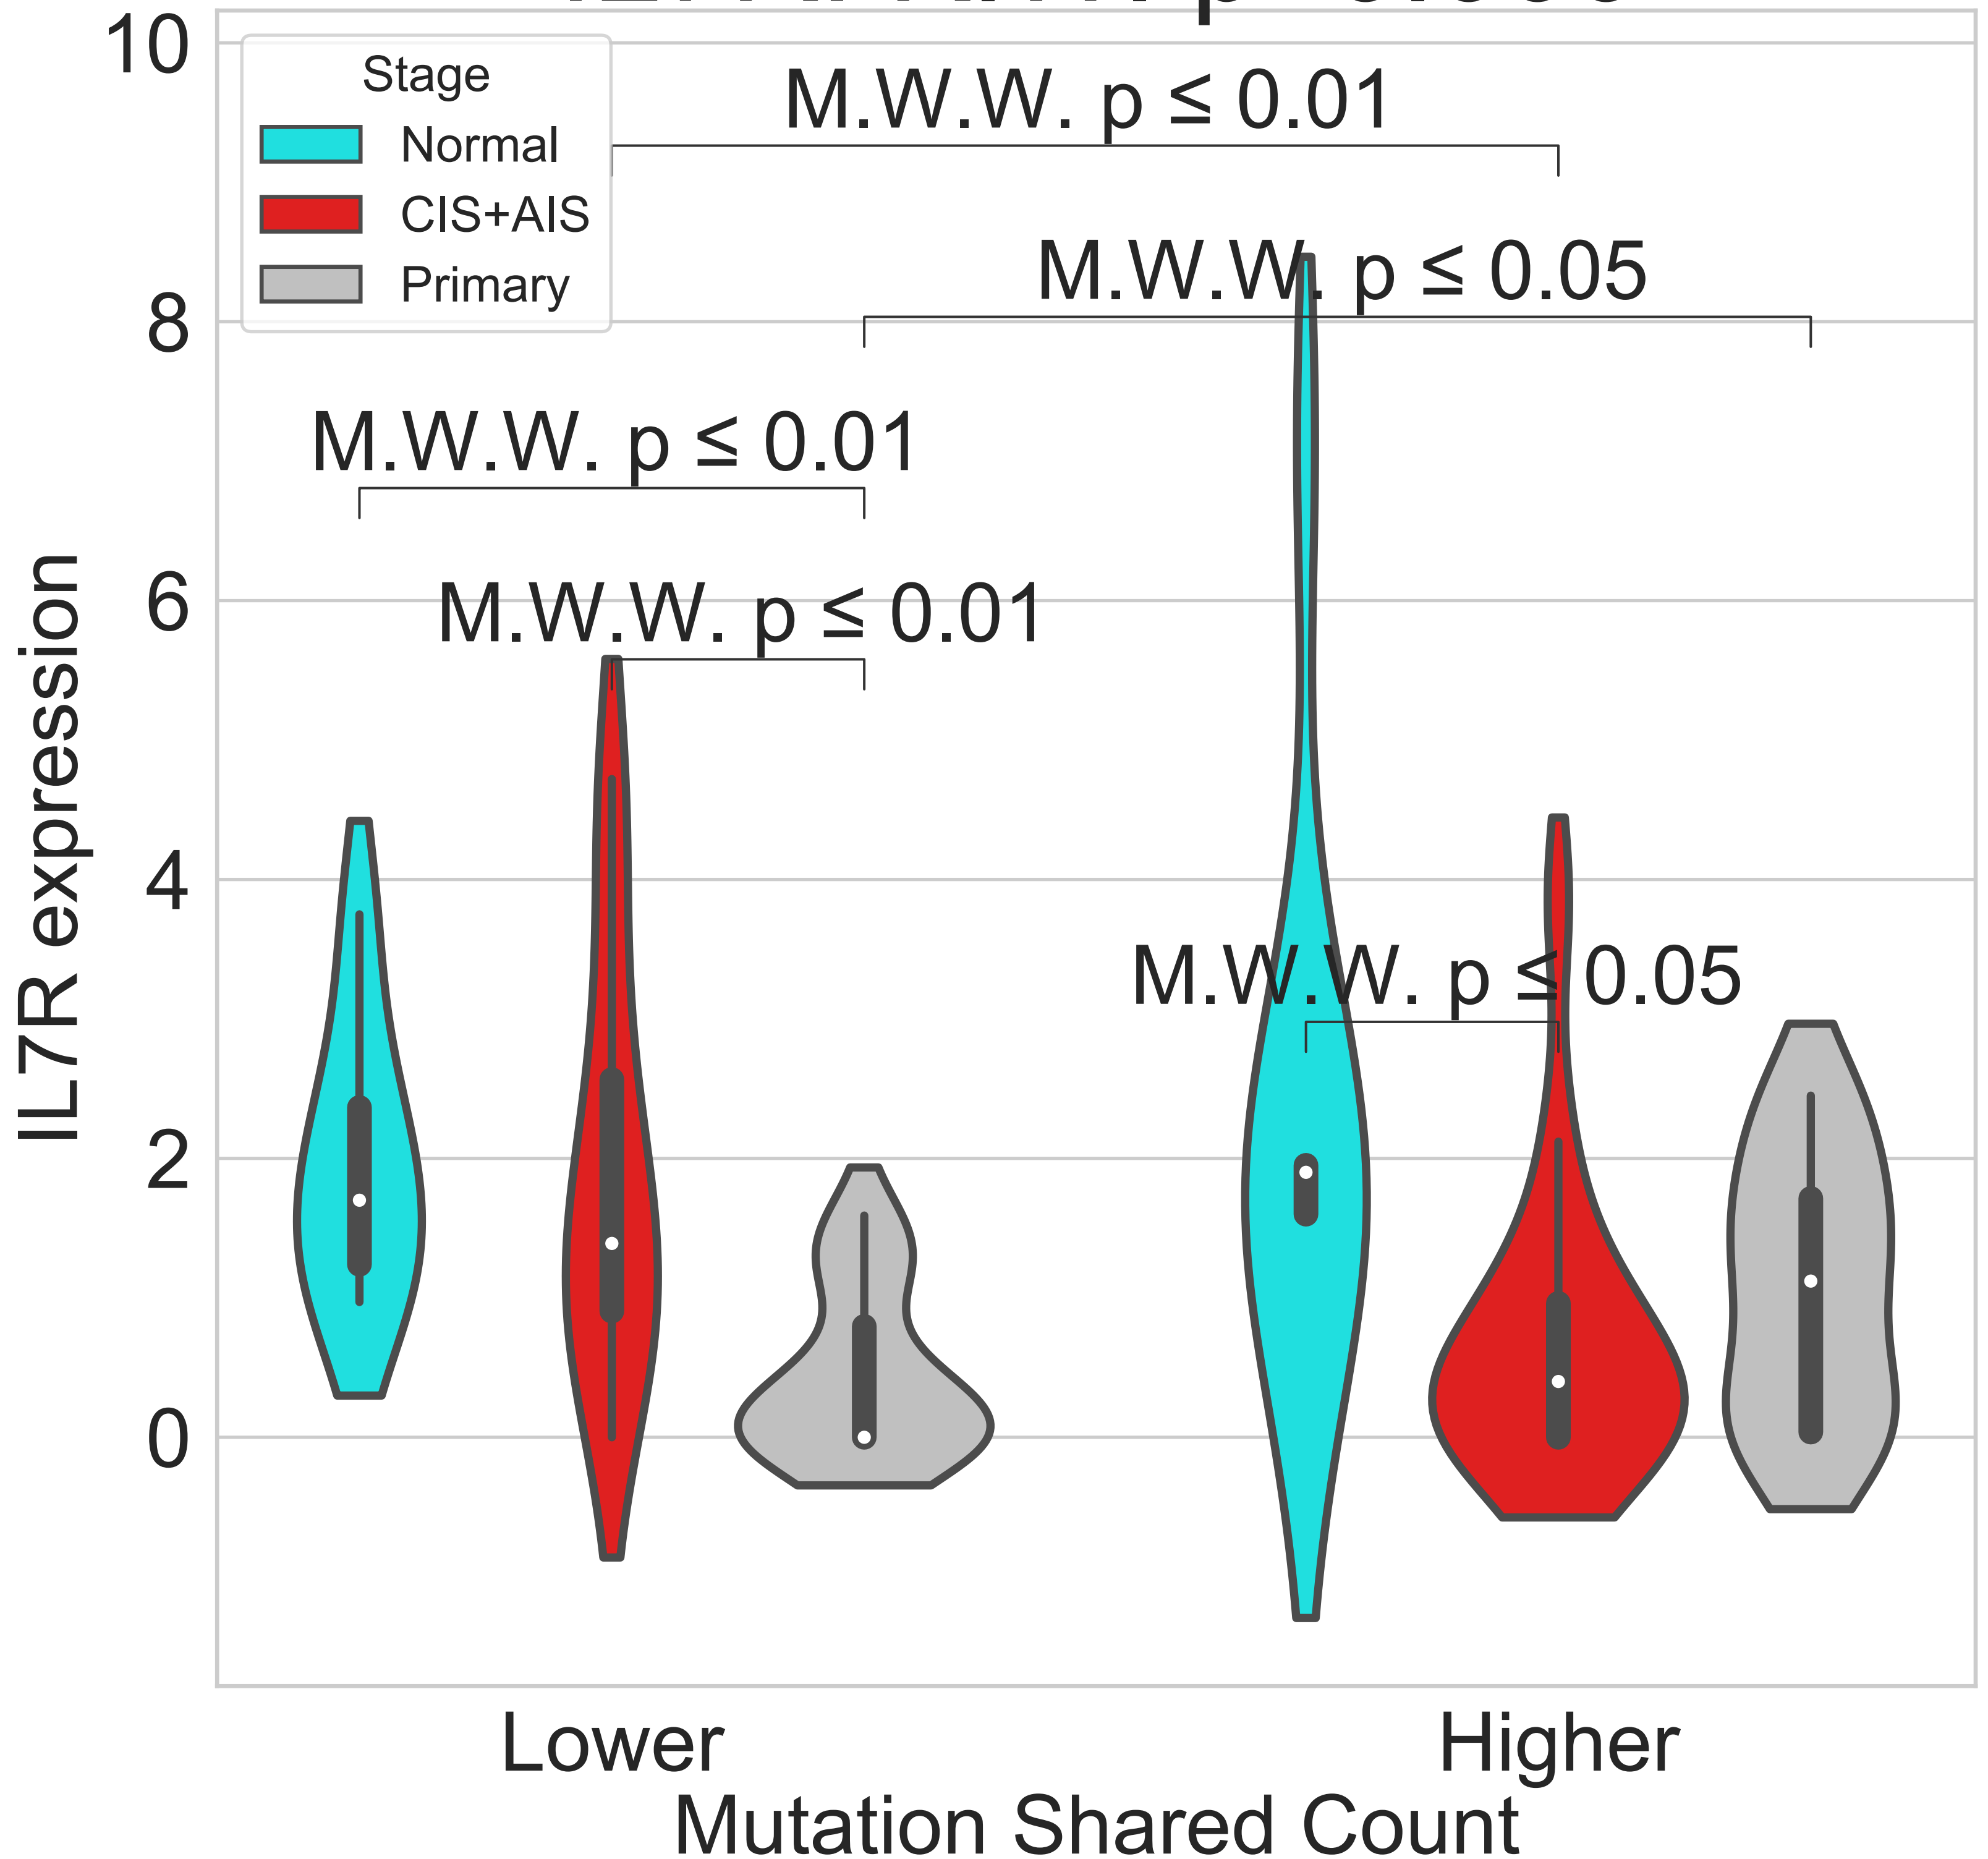 10
Stage
Normal
CIS+AIS
Primary
M.W.W. p ≤ 0.01
M.W.W. p ≤ 0.05
8
M.W.W. p ≤ 0.01
M.W.W. p ≤ 0.01
6
4
M.W.W. p ≤ 0.05
2
0
IL7R expression
Lower
Higher
Mutation Shared Count